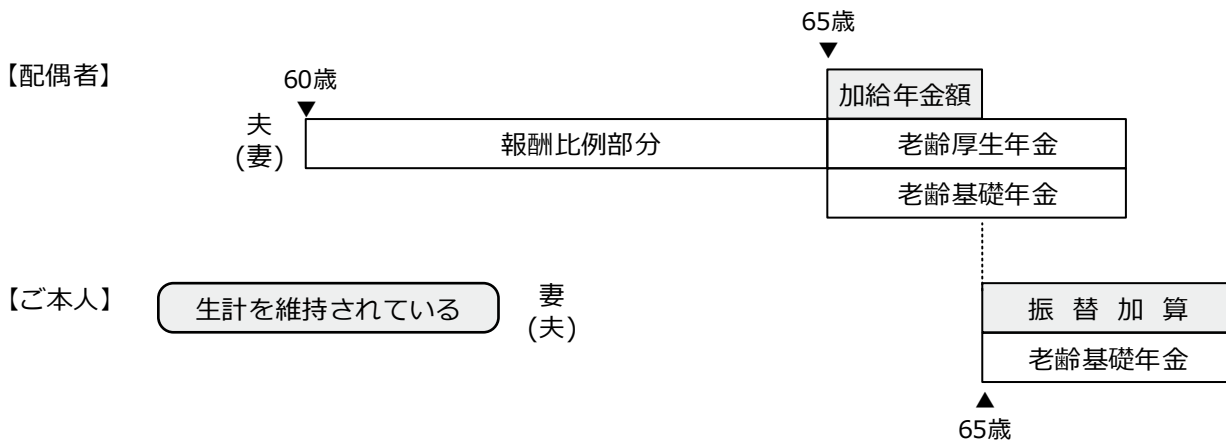 65歳
【配偶者】
60歳
加給年金額
夫
(妻)
報酬比例部分
老齢厚生年金
老齢基礎年金
【ご本人】
生計を維持されている
妻
(夫)
振 替 加 算
老齢基礎年金
65歳